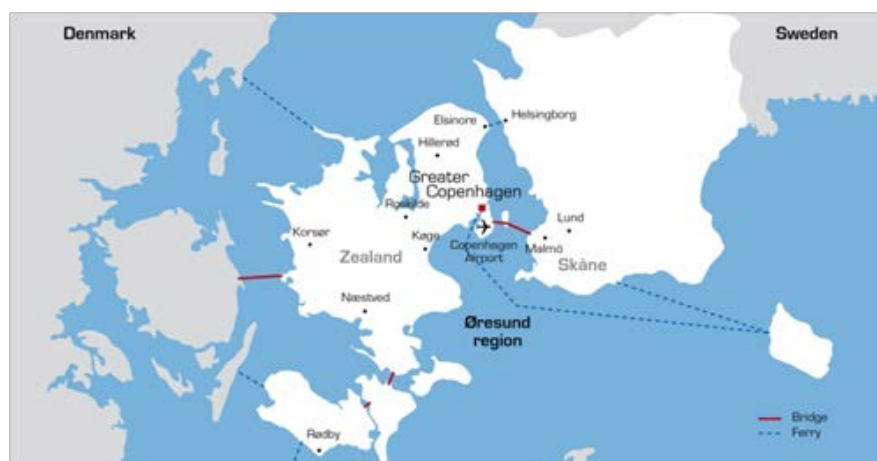 Denmark
Sweden
Elsinore
Helsingborg
Hillerød
Greater
Copenhagen
Roskilde
Lund
Korsør
Køge
Copenhagen
Airport
Malmö
Zealand
Skåne
Næstved
Øresund
region
Bridge
Rødby
Ferry